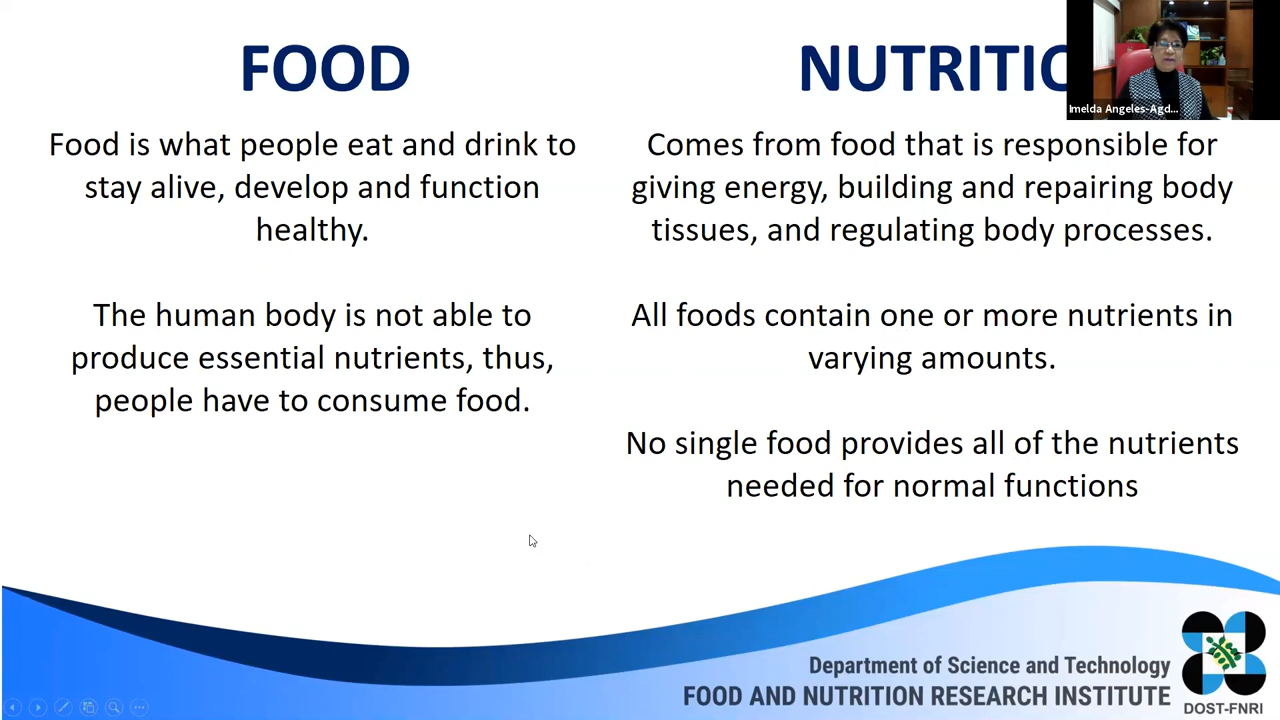 FOOD
Food is what people eat and drink to
stay alive, develop and function
healthy.
The human body is not able to
produce essential nutrients, thus,
people have to consume food.
NUTRITIO
Comes from food that is responsible for
giving energy, building and repairing body
tissues, and regulating body processes.
All foods contain one or more nutrients in
varying amounts.
No single food provides all of the nutrients
needed for normal functions
Imelda Angeles-Agd...
Department of Science and Technology
FOOD AND NUTRITION RESEARCH INSTITUTE
DOST-FNRI